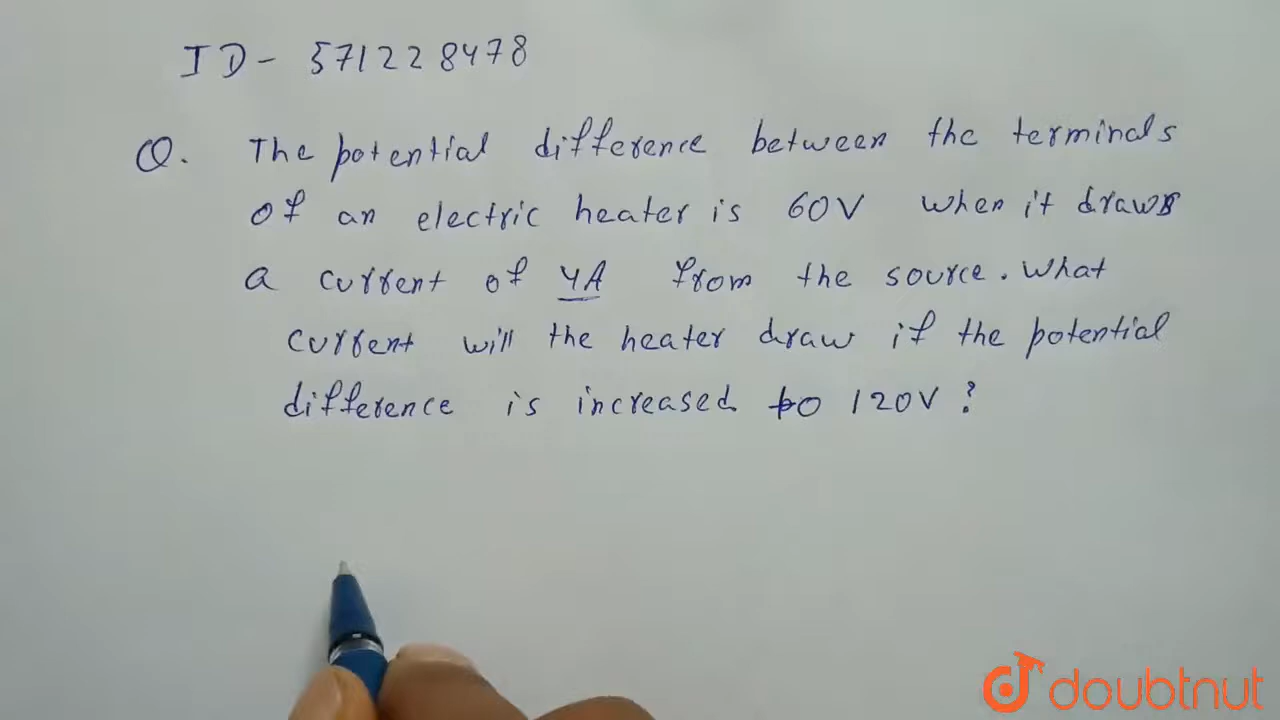 ID- 571228478
Q. The potential difference between the terminals
of an electric heater is 60V when it draws
a current of 4A from the source. What
current will the heater draw if the potential
difference is increased to 120V ?
doubtnut